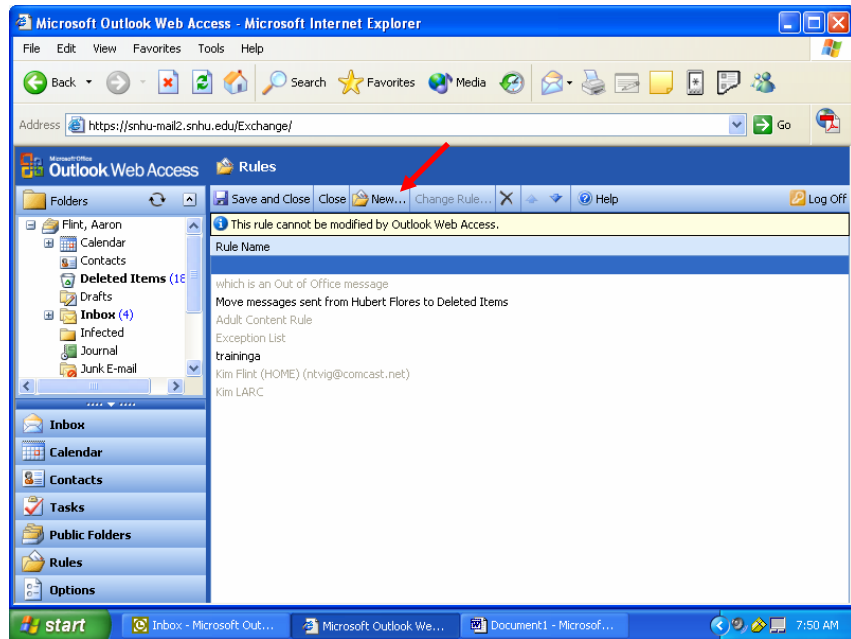 Microsoft Outlook Web Access - Microsoft Internet Explorer
File Edit View Favorites Tools Help
Back Search Favorites Media
Address https://snhu-mail2.snhu.edu/Exchange/ Go
Microsoft Office
Outlook Web Access Rules
Folders Save and Close Close New... Change Rule... Help Log Off
Flint, Aaron
Calendar
Contacts
Deleted Items (18
Drafts
Inbox (4)
Infected
Journal
Junk E-mail
This rule cannot be modified by Outlook Web Access.
Rule Name
which is an Out of Office message
Move messages sent from Hubert Flores to Deleted Items
Adult Content Rule
Exception List
traininga
Kim Flint (HOME) (ntvig@comcast.net)
Kim LARC
Inbox
Calendar
Contacts
Tasks
Public Folders
Rules
Options
start Inbox - Microsoft Out... Microsoft Outlook We... Document1 - Microsof... 7:50 AM